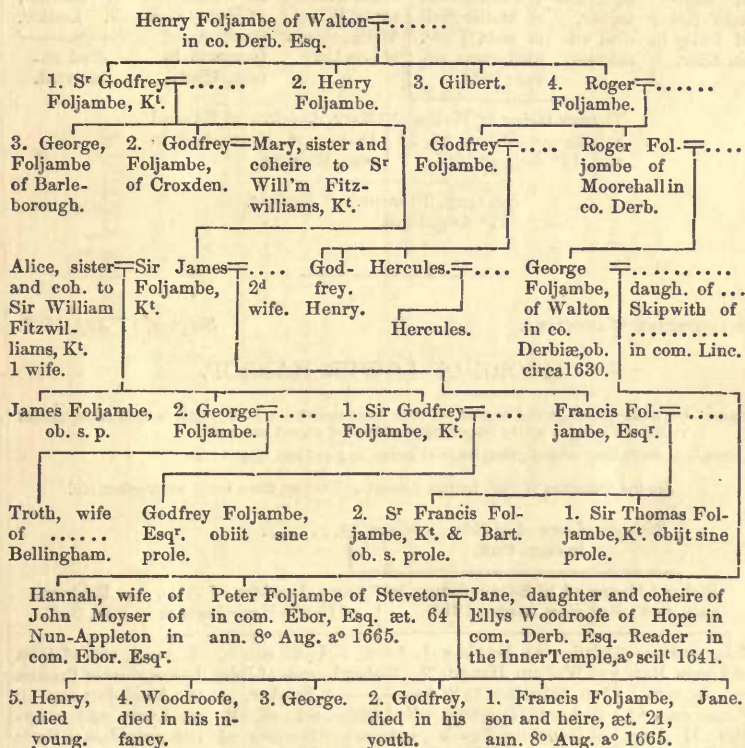 Henry Foljambe of Walton ......
in co. Derb. Esq.
1. Sʳ Godfrey ......
Foljambe, Kᵗ.
2. Henry
Foljambe.
3. Gilbert.
4. Roger ......
Foljambe.
3. George,
Foljambe
of Barle-
borough.
2. Godfrey
Foljambe,
of Croxden.
Mary, sister and
coheire to Sʳ
Will'm Fitz-
williams, Kᵗ.
Godfrey ....
Foljambe.
Roger Fol- ....
jombe of
Moorehall in
co. Derb.
Alice, sister
and coh. to
Sir William
Fitzwil-
liams, Kᵗ.
1 wife.
Sir James
Foljambe,
Kᵗ.
....
2ᵈ
wife.
God-
frey.
Henry.
Hercules. ....
Hercules.
George
Foljambe,
of Walton
in co.
Derbiæ, ob.
circa 1630.
..........
daugh. of ...
Skipwith of
..........
in com. Linc.
James Foljambe,
ob. s. p.
2. George ....
Foljambe.
1. Sir Godfrey ....
Foljambe, Kᵗ.
Francis Fol- ....
jambe, Esqʳ.
Troth, wife
of ......
Bellingham.
Godfrey Foljambe,
Esqʳ. obiit sine
prole.
2. Sʳ Francis Fol-
jambe, Kᵗ. & Bart.
ob. s. prole.
1. Sir Thomas Fol-
jambe, Kᵗ. obijt sine
prole.
Hannah, wife of
John Moyser of
Nun-Appleton in
com. Ebor. Esqʳ.
Peter Foljambe of Steveton
in com. Ebor, Esq. æt. 64
ann. 8º Aug. aº 1665.
Jane, daughter and coheire of
Ellys Woodroofe of Hope in
com. Derb. Esq. Reader in
the Inner Temple, aº scilᵗ 1641.
5. Henry,
died
young.
4. Woodroofe,
died in his in-
fancy.
3. George.
2. Godfrey,
died in his
youth.
1. Francis Foljambe,
son and heire, æt. 21,
ann. 8º Aug. aº 1665.
Jane.